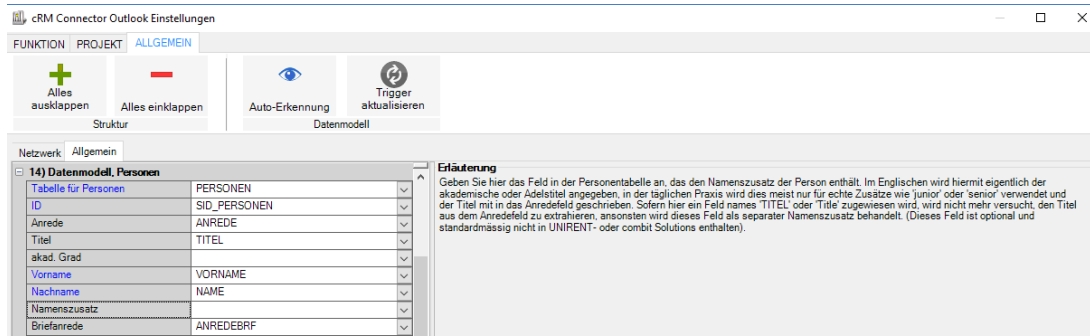 cRM Connector Outlook Einstellungen
FUNKTION PROJEKT ALLGEMEIN
Alles ausklappen
Alles einklappen
Auto-Erkennung
Trigger aktualisieren
Struktur
Datenmodell
Netzwerk Allgemein
14) Datenmodell, Personen
Tabelle für Personen PERSONEN
ID SID_PERSONEN
Anrede ANREDE
Titel TITEL
akad. Grad
Vorname VORNAME
Nachname NAME
Namenszusatz
Briefanrede ANREDEBRF
Erläuterung
Geben Sie hier das Feld in der Personentabelle an, das den Namenszusatz der Person enthält. Im Englischen wird hiermit eigentlich der
akademische oder Adelstitel angegeben, in der täglichen Praxis wird dies meist nur für echte Zusätze wie 'junior' oder 'senior' verwendet und
der Titel mit in das Anredefeld geschrieben. Sofern hier ein Feld names 'TITEL' oder 'Title' zugewiesen wird, wird nicht mehr versucht, den Titel
aus dem Anredefeld zu extrahieren, ansonsten wird dieses Feld als separater Namenszusatz behandelt. (Dieses Feld ist optional und
standardmässig nicht in UNIRENT- oder combit Solutions enthalten).